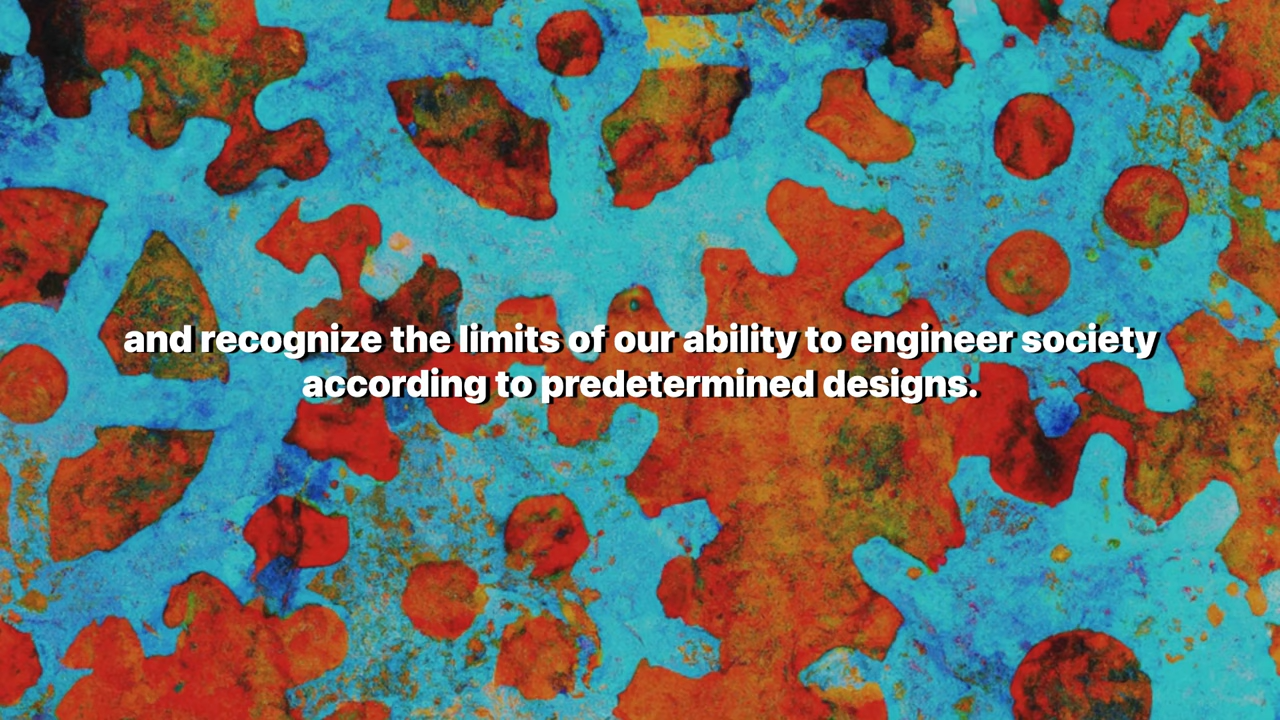 and recognize the limits of our ability to engineer society
according to predetermined designs.